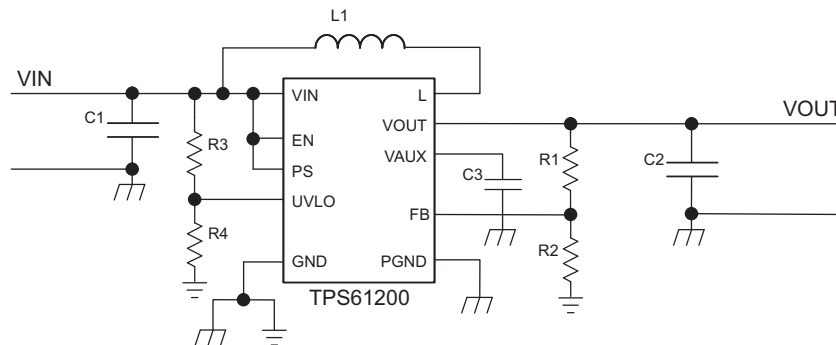 L1
VIN
VIN
L
VOUT
C1
VOUT
EN
R3
VAUX
R1
C2
PS
C3
UVLO
FB
R4
R2
GND
PGND
TPS61200